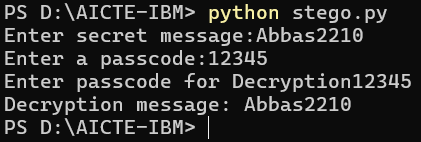 PS D:\AICTE-IBM> python stego.py
Enter secret message:Abbas2210
Enter a passcode:12345
Enter passcode for Decryption12345
Decryption message: Abbas2210
PS D:\AICTE-IBM>